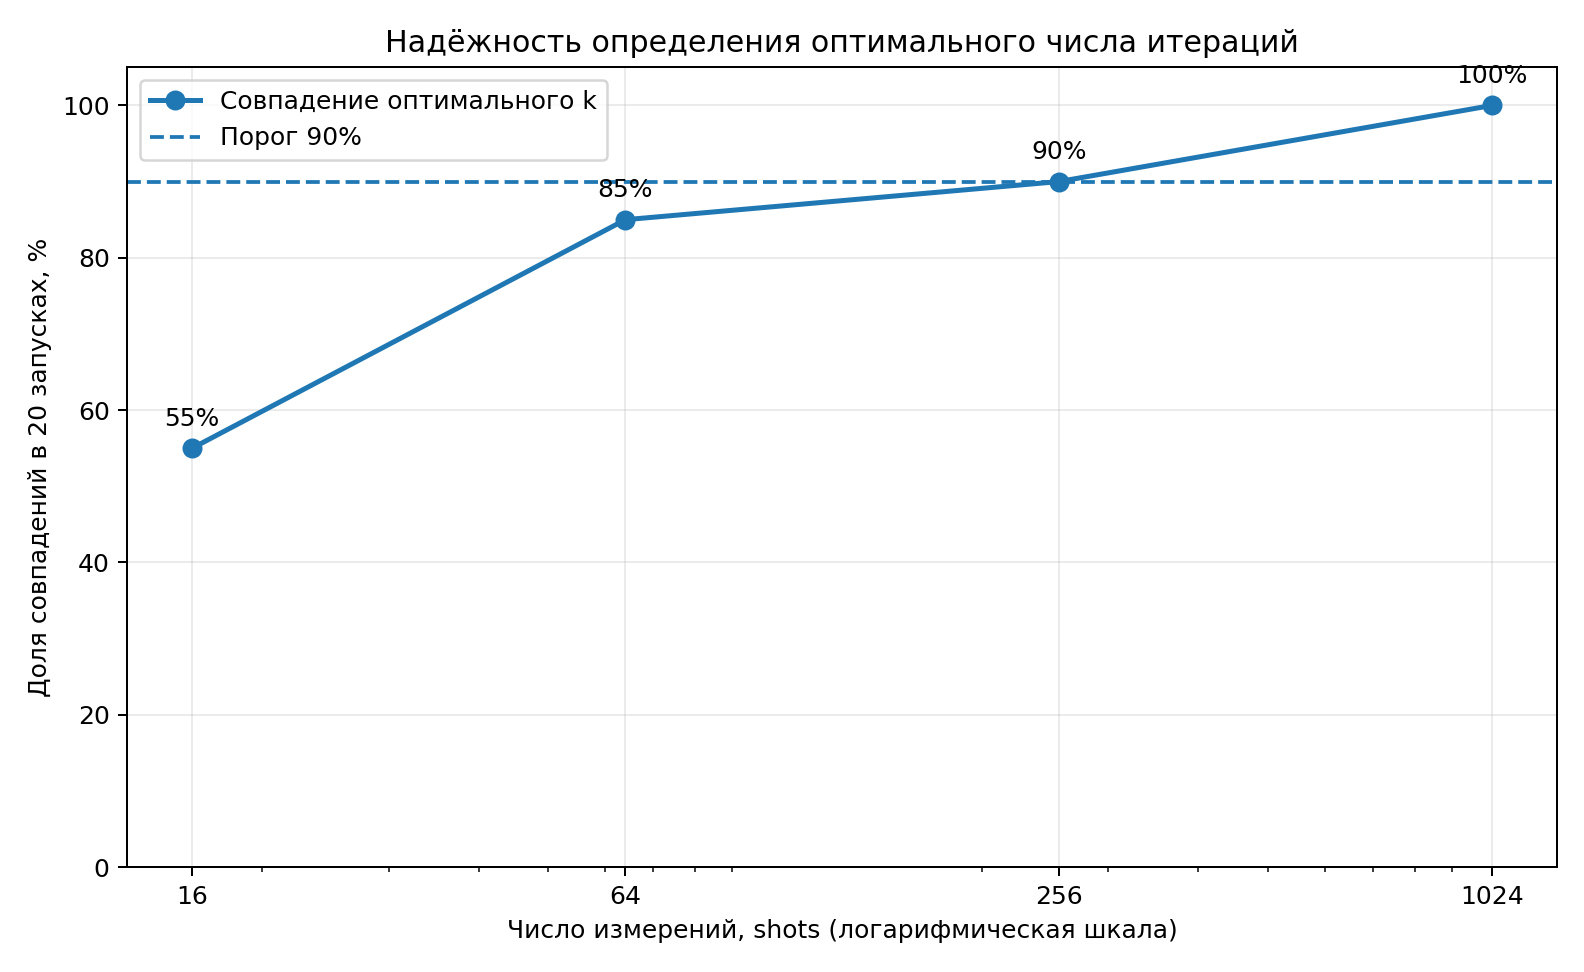 Надёжность определения оптимального числа итераций
Совпадение оптимального k
Порог 90%
Доля совпадений в 20 запусках, %
100
80
60
40
20
0
55%
85%
90%
100%
16
64
256
1024
Число измерений, shots (логарифмическая шкала)